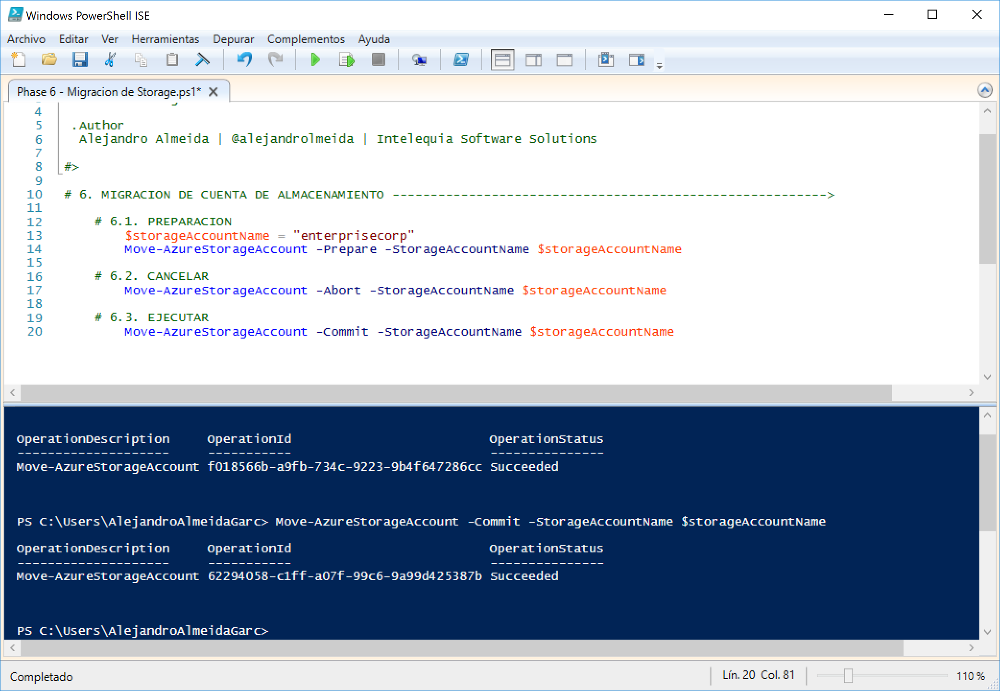 Windows PowerShell ISE
Archivo Editar Ver Herramientas Depurar Complementos Ayuda
Phase 6 - Migracion de Storage.ps1*
4
5 .Author
6 Alejandro Almeida | @alejandrolmeida | Intelequia Software Solutions
7
8 #>
9
10 # 6. MIGRACION DE CUENTA DE ALMACENAMIENTO --------------------------------------------------------->
11
12 # 6.1. PREPARACION
13 $storageAccountName = "enterprisecorp"
14 Move-AzureStorageAccount -Prepare -StorageAccountName $storageAccountName
15
16 # 6.2. CANCELAR
17 Move-AzureStorageAccount -Abort -StorageAccountName $storageAccountName
18
19 # 6.3. EJECUTAR
20 Move-AzureStorageAccount -Commit -StorageAccountName $storageAccountName
OperationDescription OperationId OperationStatus
-------------------- ----------- ---------------
Move-AzureStorageAccount f018566b-a9fb-734c-9223-9b4f647286cc Succeeded
PS C:\Users\AlejandroAlmeidaGarc> Move-AzureStorageAccount -Commit -StorageAccountName $storageAccountName
OperationDescription OperationId OperationStatus
-------------------- ----------- ---------------
Move-AzureStorageAccount 62294058-c1ff-a07f-99c6-9a99d425387b Succeeded
PS C:\Users\AlejandroAlmeidaGarc>
Completado
Lín. 20 Col. 81
110 %